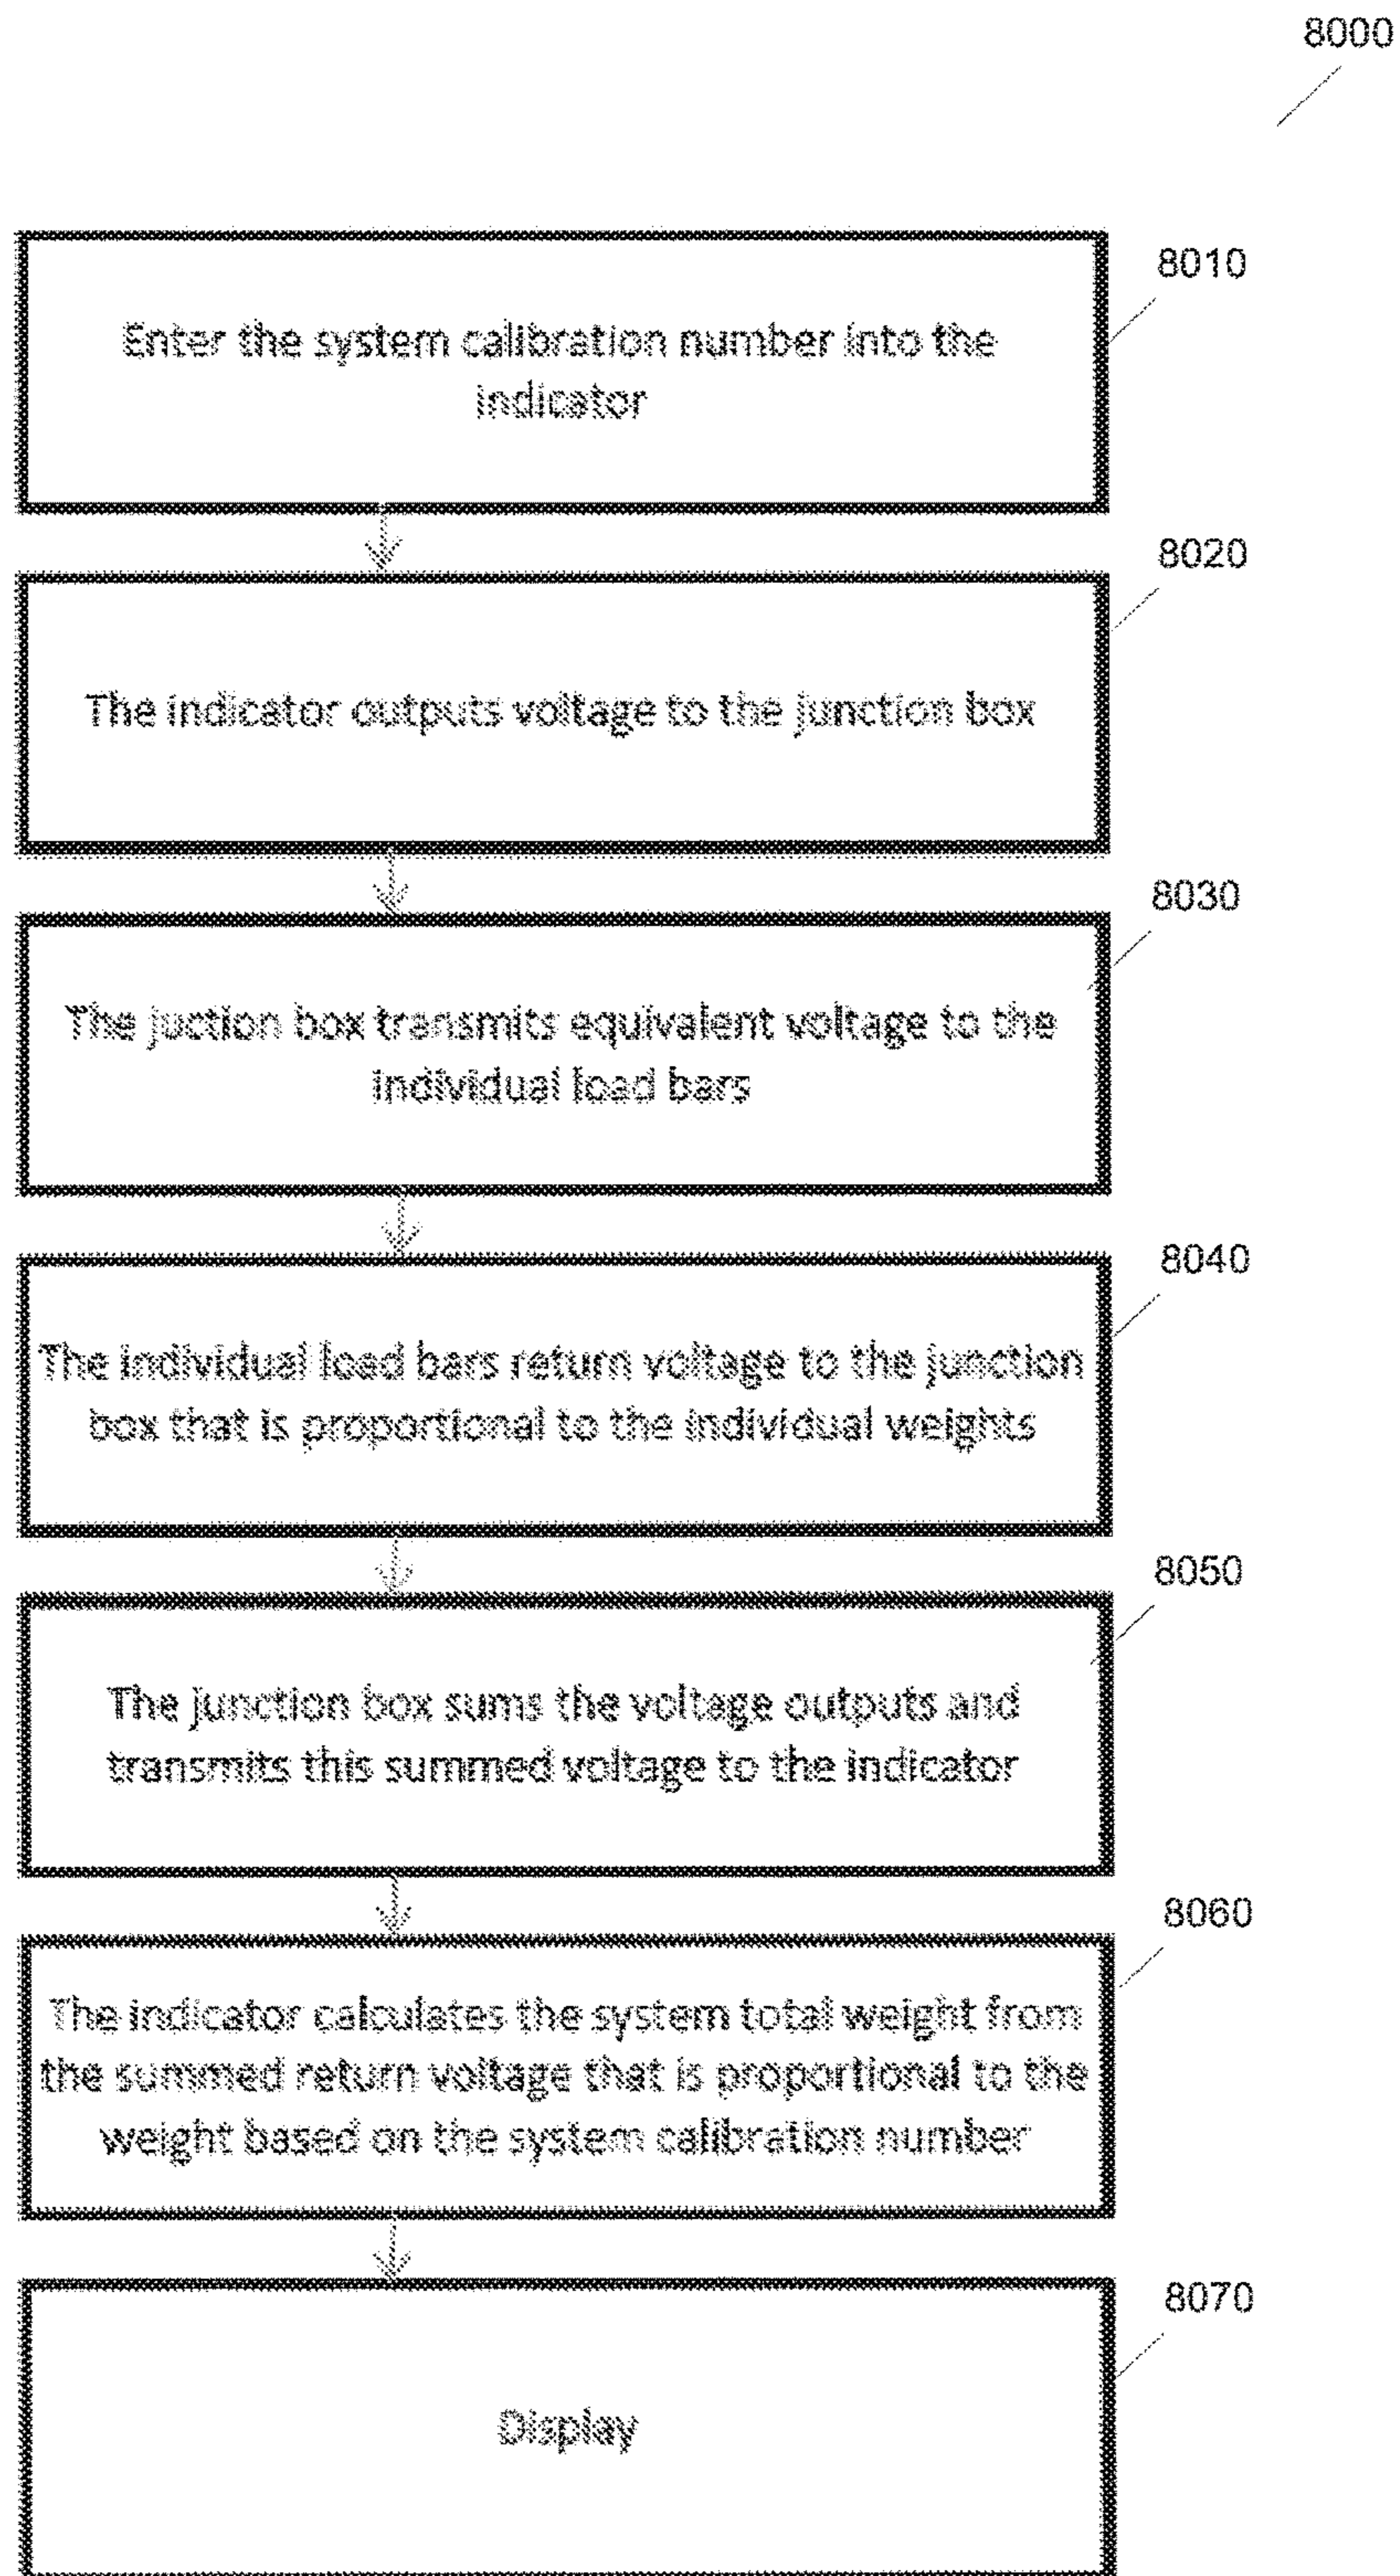 8000
8010
Enter the system calibration number into the
indicator
8020
The indicator outputs voltage to the junction box
8030
The juction box transmits equivalent voltage to the
individual load bars
8040
The individual load bars return voltage to the junction
box that is proportional to the individual weights
8050
The junction box sums the voltage outputs and
transmits this summed voltage to the indicator
8060
The indicator calculates the system total weight from
the summed return voltage that is proportional to the
weight based on the system calibration number
8070
Display